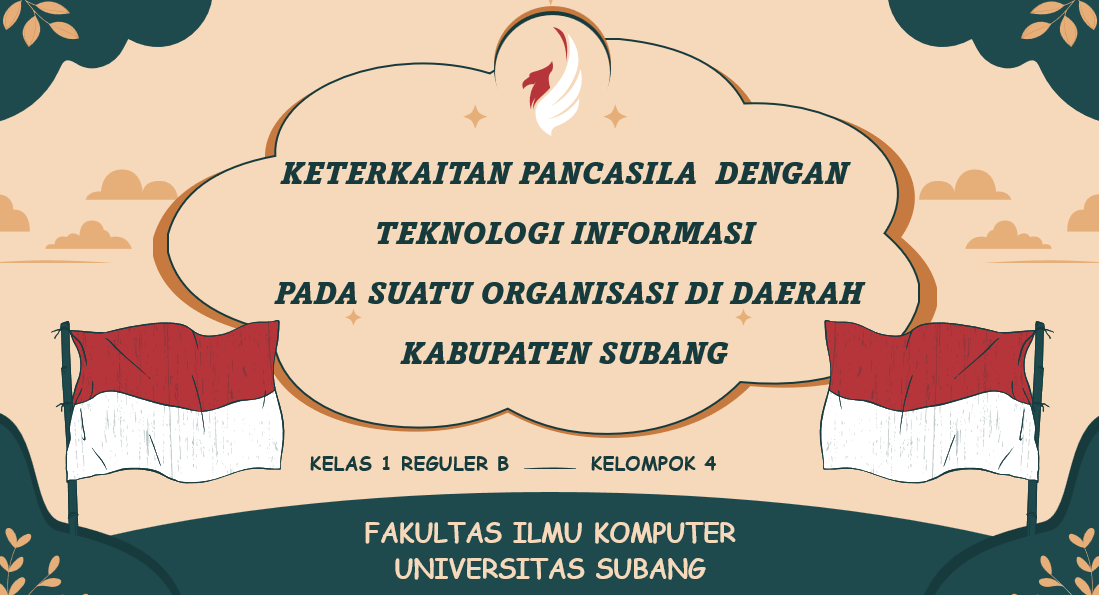 KETERKAITAN PANCASILA DENGAN
TEKNOLOGI INFORMASI
PADA SUATU ORGANISASI DI DAERAH
KABUPATEN SUBANG
KELAS 1 REGULER B
KELOMPOK 4
FAKULTAS ILMU KOMPUTER
UNIVERSITAS SUBANG